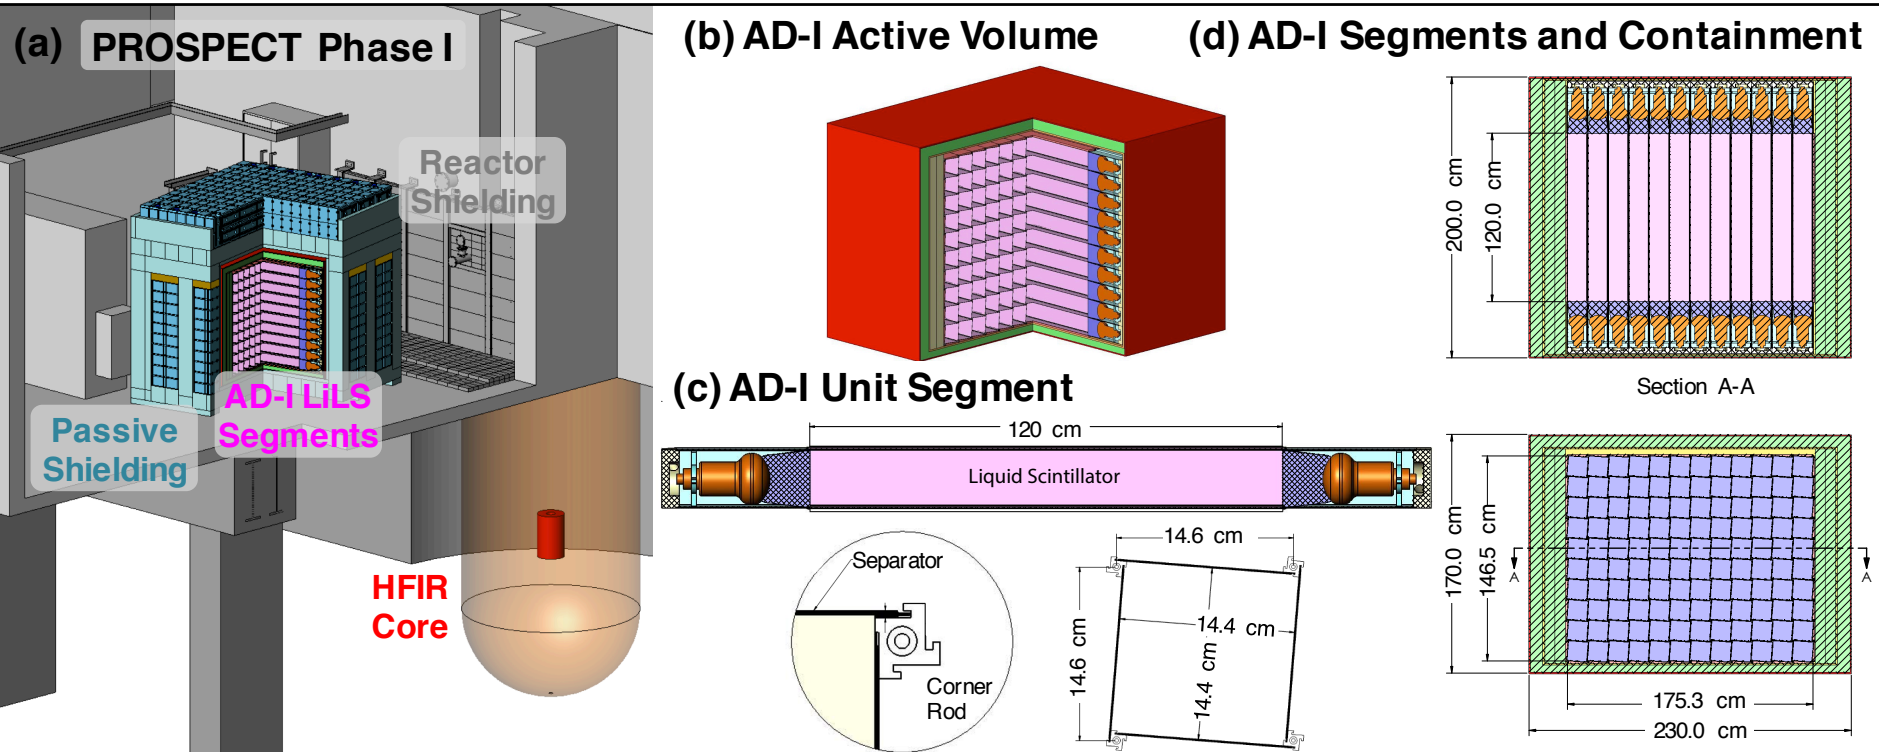 (a) PROSPECT Phase I
Reactor
Shielding
AD-I LiLS
Segments
Passive
Shielding
HFIR
Core
(b) AD-I Active Volume
(c) AD-I Unit Segment
120 cm
Liquid Scintillator
Separator
Corner
Rod
14.6 cm
14.6 cm
14.4 cm
14.4 cm
(d) AD-I Segments and Containment
200.0 cm
120.0 cm
Section A-A
170.0 cm
146.5 cm
A
A
175.3 cm
230.0 cm